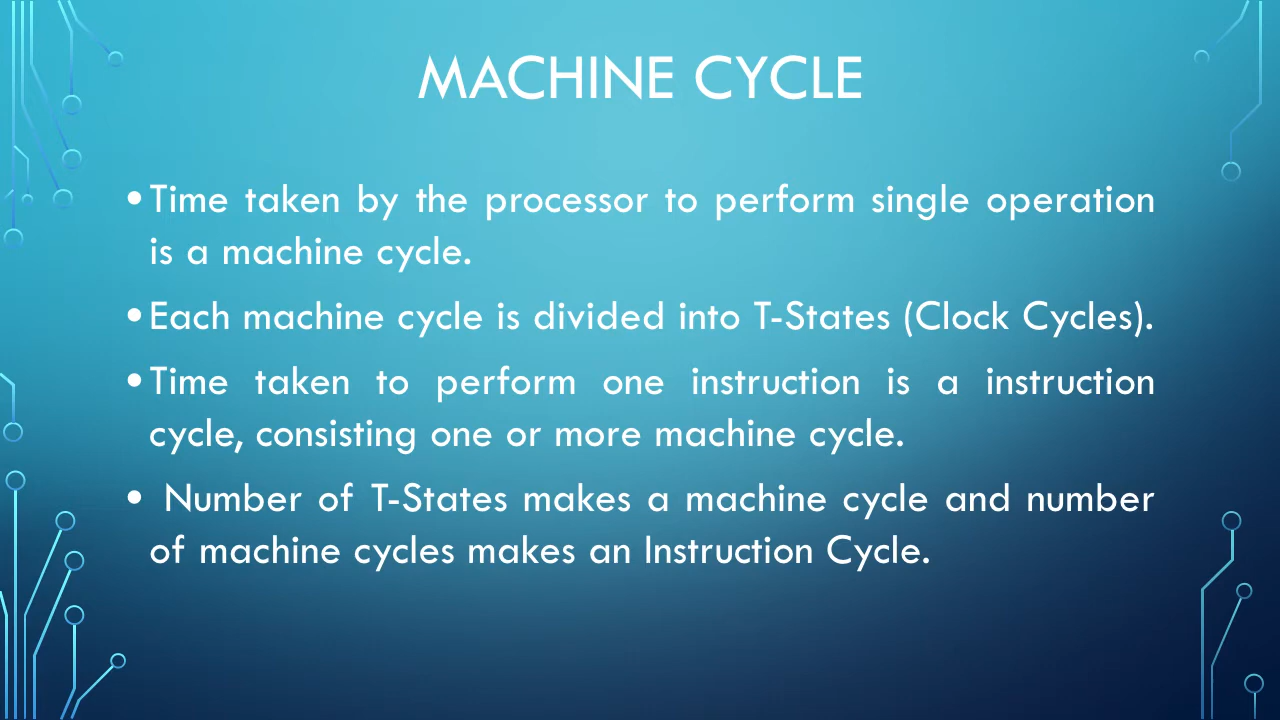 MACHINE CYCLE
•Time taken by the processor to perform single operation
is a machine cycle.
•Each machine cycle is divided into T-States (Clock Cycles).
•Time taken to perform one instruction is a instruction
cycle, consisting one or more machine cycle.
• Number of T-States makes a machine cycle and number
of machine cycles makes an Instruction Cycle.